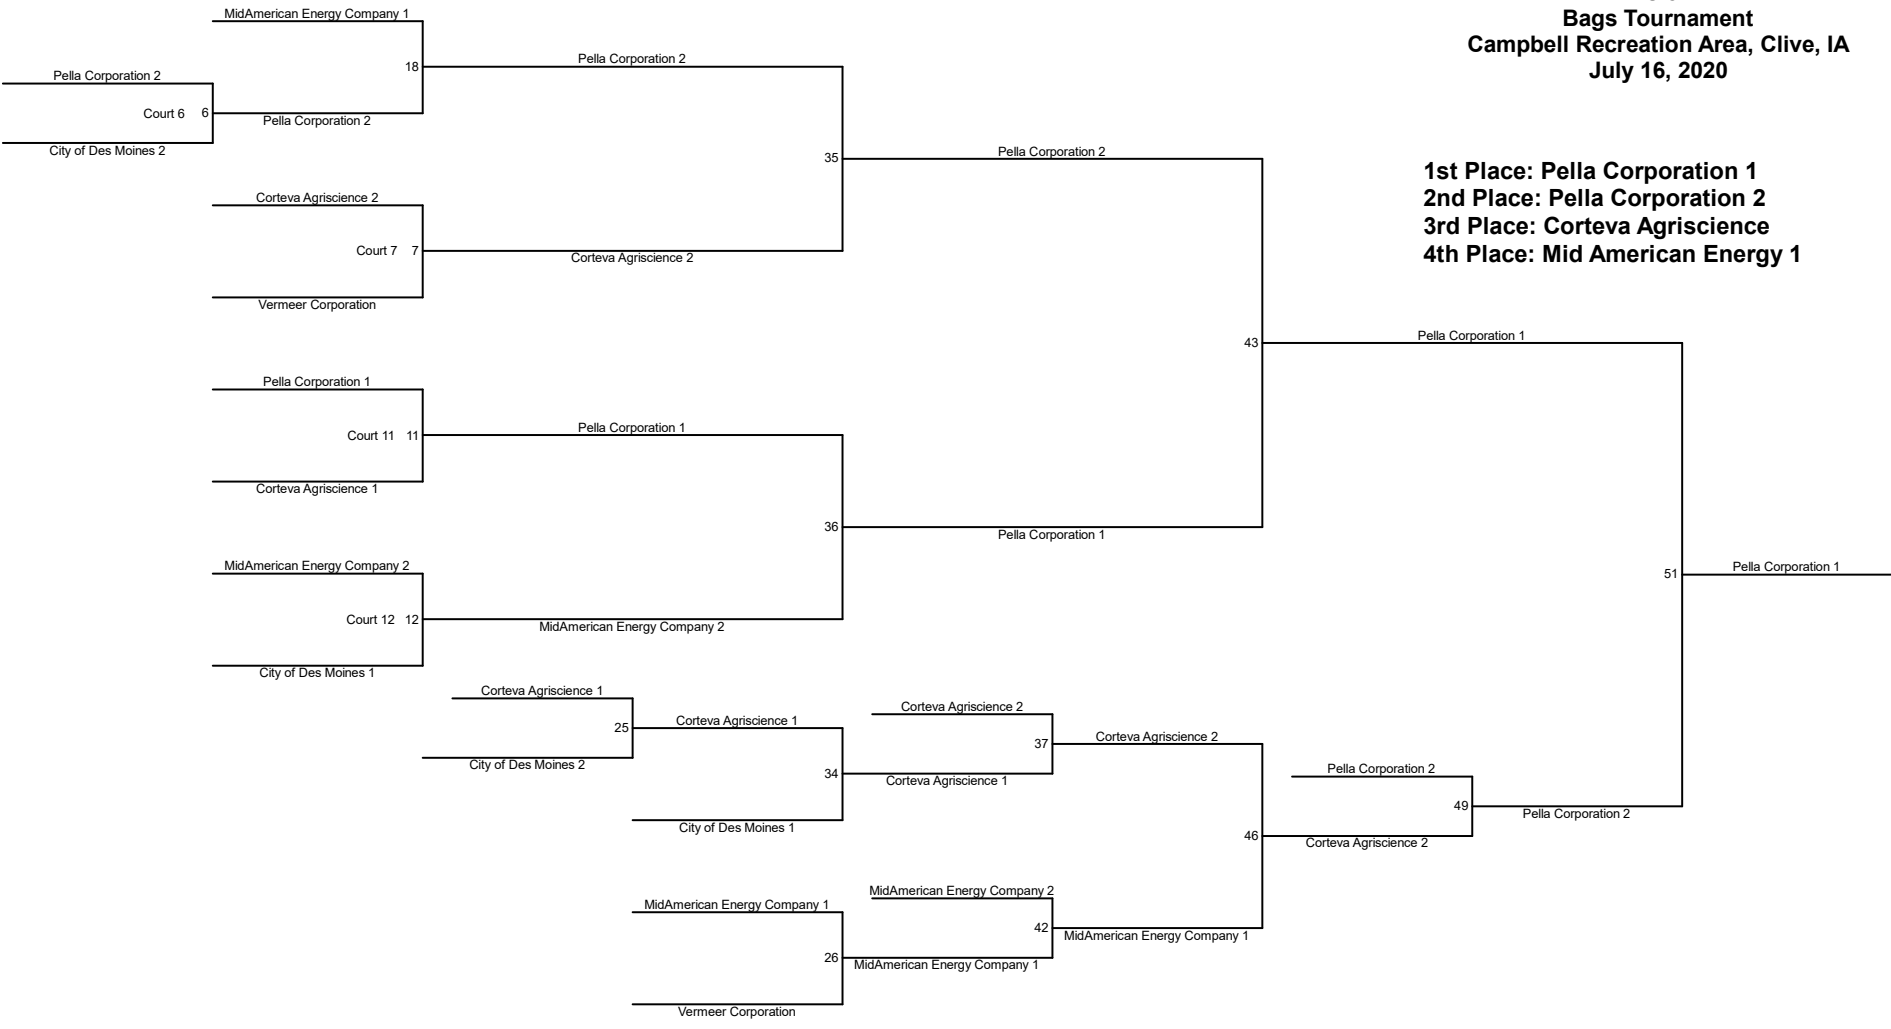 Bags Tournament
Campbell Recreation Area, Clive, IA
July 16, 2020
1st Place: Pella Corporation 1
2nd Place: Pella Corporation 2
3rd Place: Corteva Agriscience
4th Place: Mid American Energy 1
MidAmerican Energy Company 1
18
Pella Corporation 2
Pella Corporation 2
Court 6 6
Pella Corporation 2
City of Des Moines 2
35
Pella Corporation 2
Corteva Agriscience 2
Court 7 7
Corteva Agriscience 2
Vermeer Corporation
43
Pella Corporation 1
Pella Corporation 1
Court 11 11
Pella Corporation 1
Corteva Agriscience 1
36
Pella Corporation 1
MidAmerican Energy Company 2
Court 12 12
MidAmerican Energy Company 2
City of Des Moines 1
51
Pella Corporation 1
Corteva Agriscience 1
25
Corteva Agriscience 1
City of Des Moines 2
34
Corteva Agriscience 1
City of Des Moines 1
Corteva Agriscience 2
37
Corteva Agriscience 2
46
Corteva Agriscience 2
Pella Corporation 2
49
Pella Corporation 2
MidAmerican Energy Company 1
26
MidAmerican Energy Company 1
Vermeer Corporation
MidAmerican Energy Company 2
42
MidAmerican Energy Company 1